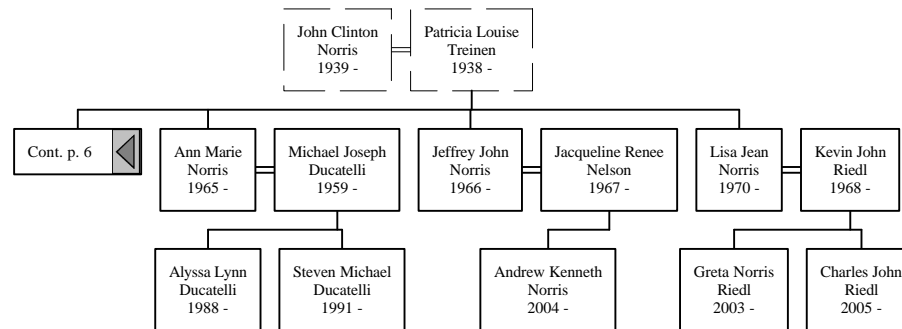 John Clinton
Norris
1939 -
Patricia Louise
Treinen
1938 -
Cont. p. 6
Ann Marie
Norris
1965 -
Michael Joseph
Ducatelli
1959 -
Jeffrey John
Norris
1966 -
Jacqueline Renee
Nelson
1967 -
Lisa Jean
Norris
1970 -
Kevin John
Riedl
1968 -
Alyssa Lynn
Ducatelli
1988 -
Steven Michael
Ducatelli
1991 -
Andrew Kenneth
Norris
2004 -
Greta Norris
Riedl
2003 -
Charles John
Riedl
2005 -